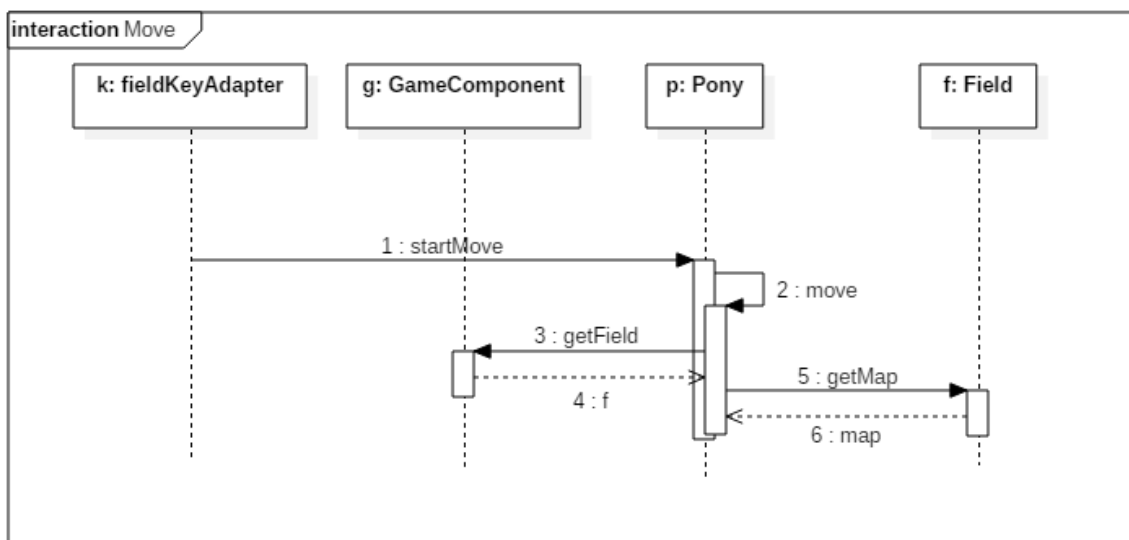 interaction Move
k: fieldKeyAdapter
g: GameComponent
p: Pony
f: Field
1 : startMove
2 : move
3 : getField
4 : f
5 : getMap
6 : map